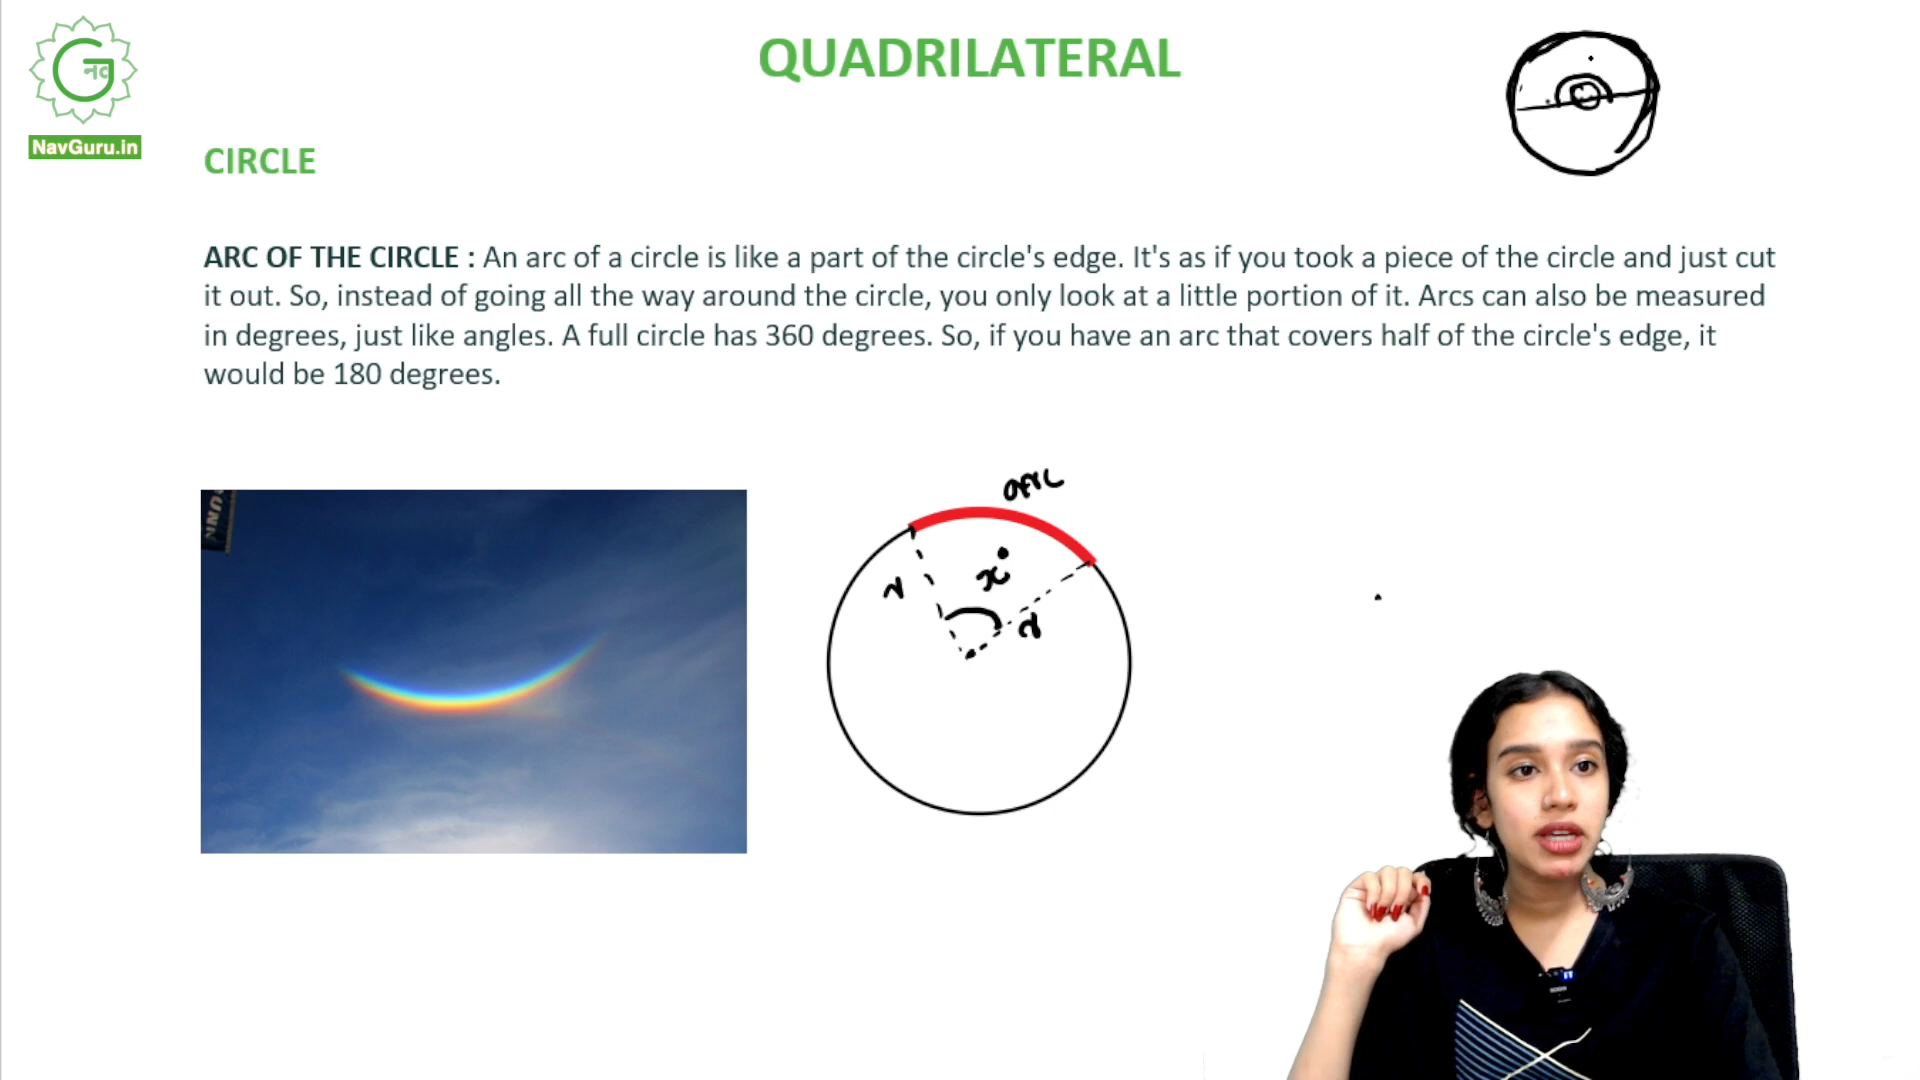 नव
NavGuru.in
QUADRILATERAL
CIRCLE
ARC OF THE CIRCLE : An arc of a circle is like a part of the circle's edge. It's as if you took a piece of the circle and just cut
it out. So, instead of going all the way around the circle, you only look at a little portion of it. Arcs can also be measured
in degrees, just like angles. A full circle has 360 degrees. So, if you have an arc that covers half of the circle's edge, it
would be 180 degrees.
arc
x°
r
r